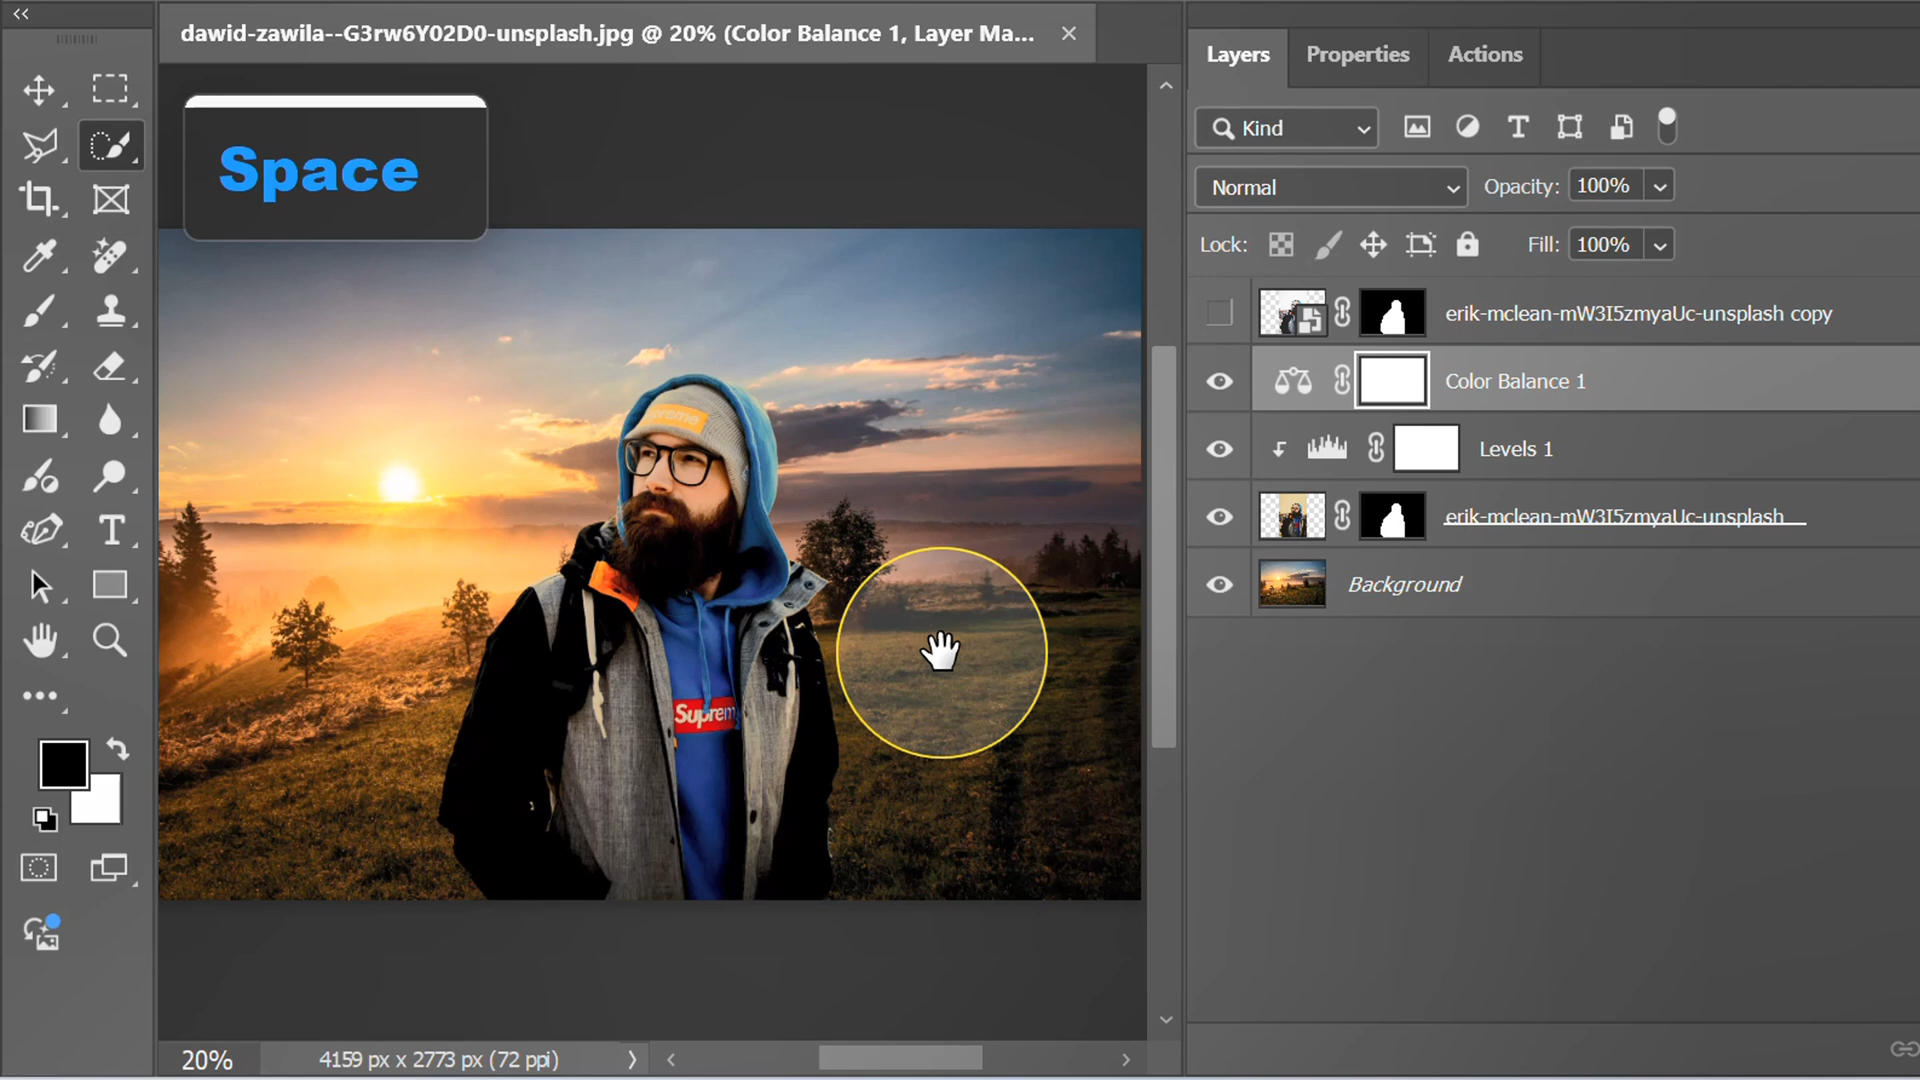 dawid-zawila--G3rw6Y02D0-unsplash.jpg @ 20% (Color Balance 1, Layer Ma...
Space
Supreme
20%
4159 px x 2773 px (72 ppi)
Layers
Properties
Actions
Kind
Normal
Opacity: 100%
Lock:
Fill: 100%
erik-mclean-mW3I5zmyaUc-unsplash copy
Color Balance 1
Levels 1
erik-mclean-mW3I5zmyaUc-unsplash
Background